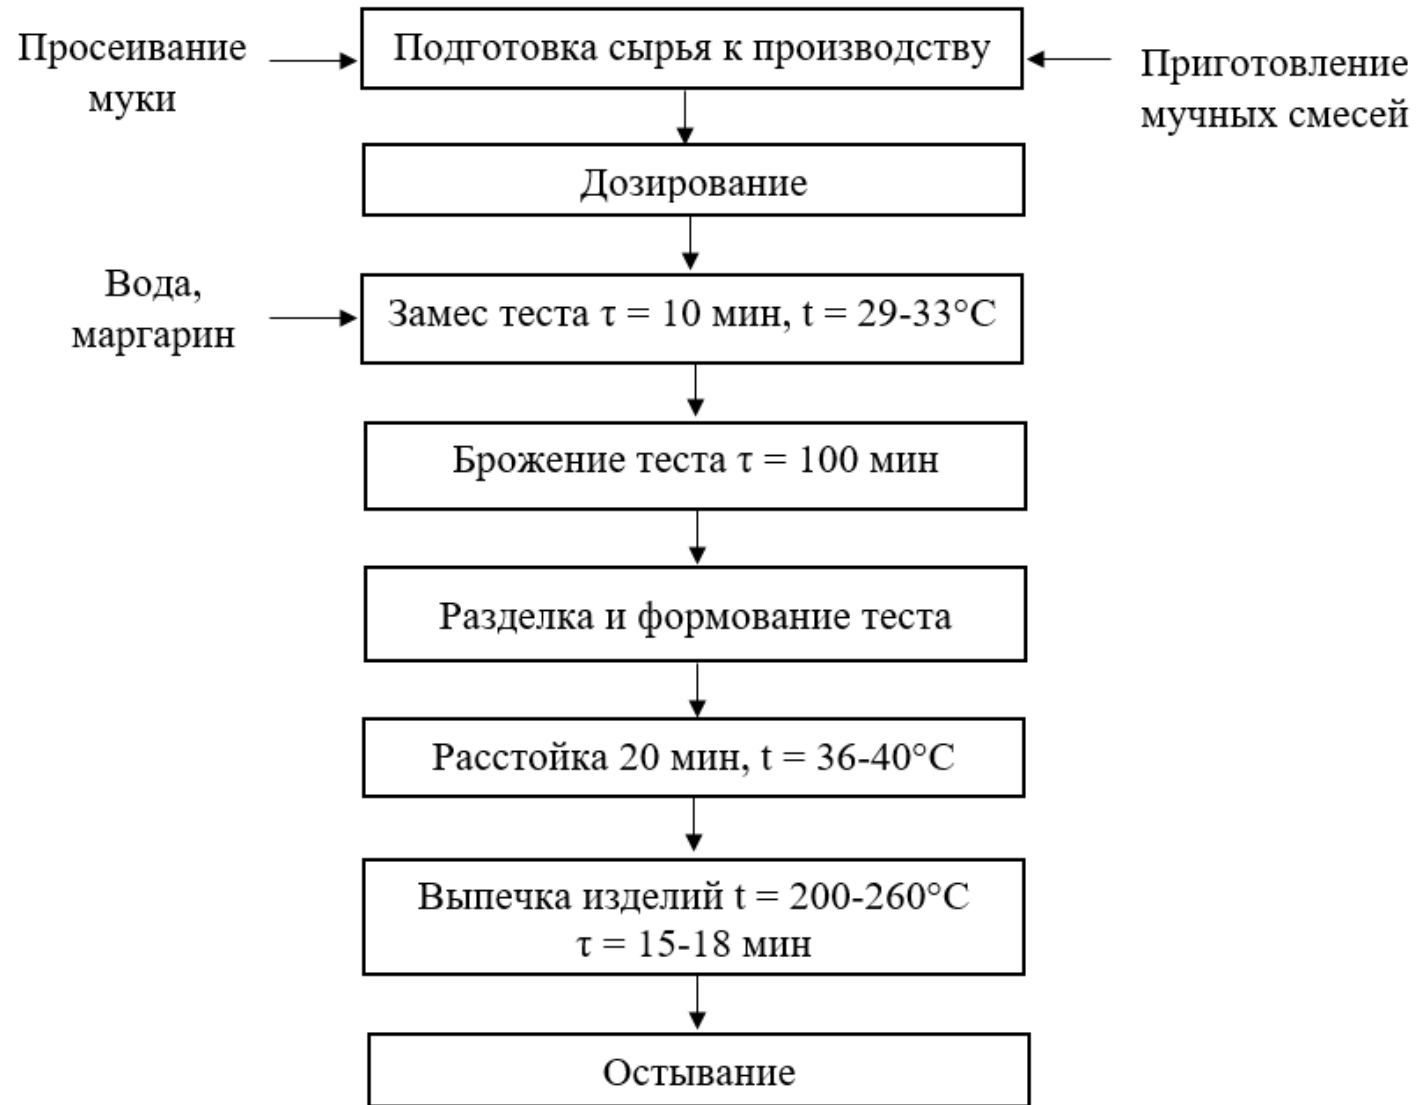 Просеивание
муки
Подготовка сырья к производству
Приготовление
мучных смесей
Дозирование
Вода,
маргарин
Замес теста τ = 10 мин, t = 29-33°C
Брожение теста τ = 100 мин
Разделка и формование теста
Расстойка 20 мин, t = 36-40°C
Выпечка изделий t = 200-260°C
τ = 15-18 мин
Остывание